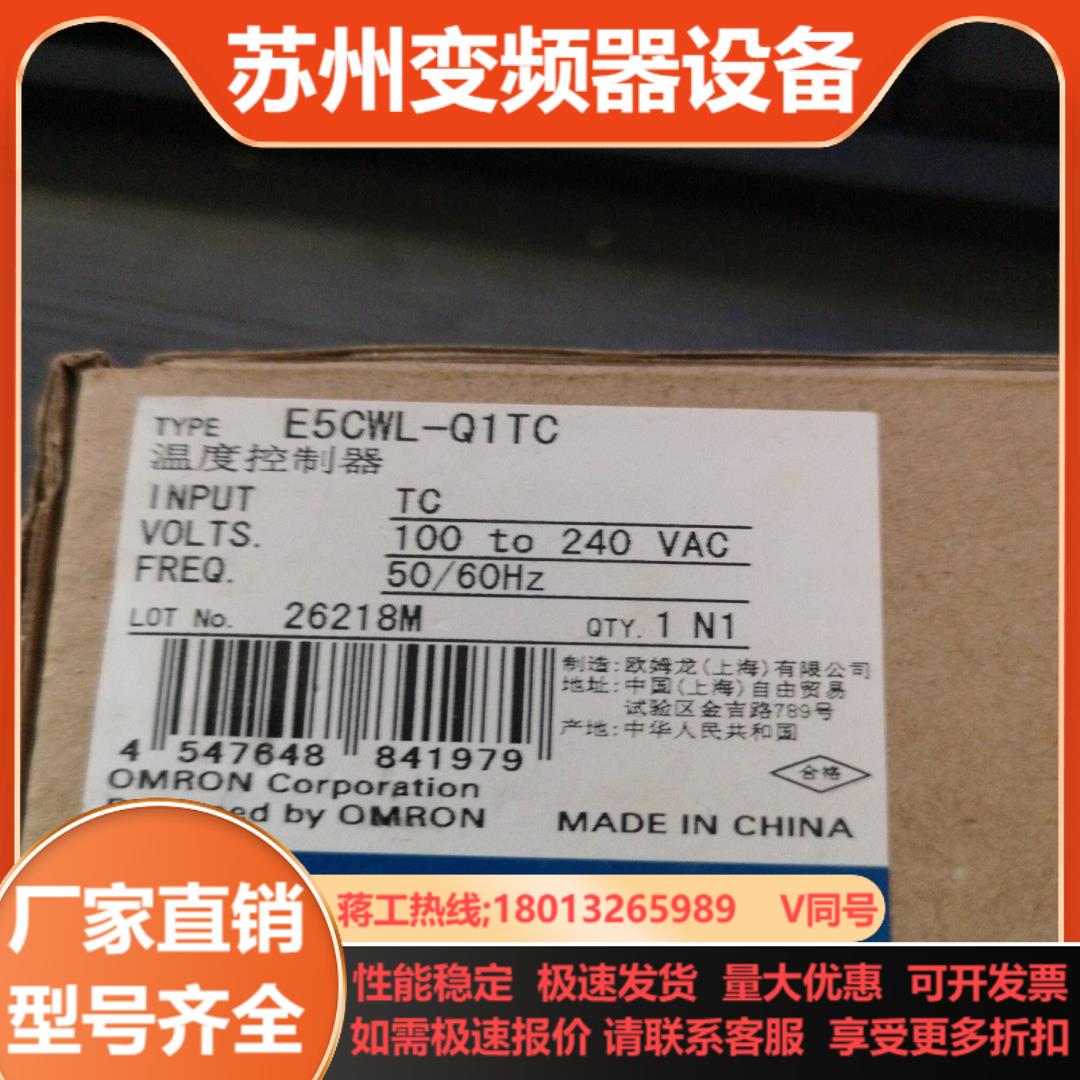 苏州变频器设备
TYPE E5CWL-Q1TC
温度控制器
INPUT TC
VOLTS. 100 to 240 VAC
FREQ. 50/60Hz
LOT No. 26218M QTY. 1 N1
制造:欧姆龙(上海)有限公司
地址:中国(上海)自由贸易
试验区金吉路789号
产地:中华人民共和国
4 547648 841979
合格
OMRON Corporation
ed by OMRON
MADE IN CHINA
厂家直销
型号齐全
蒋工热线;18013265989 V同号
性能稳定 极速发货 量大优惠 可开发票
如需极速报价 请联系客服 享受更多折扣